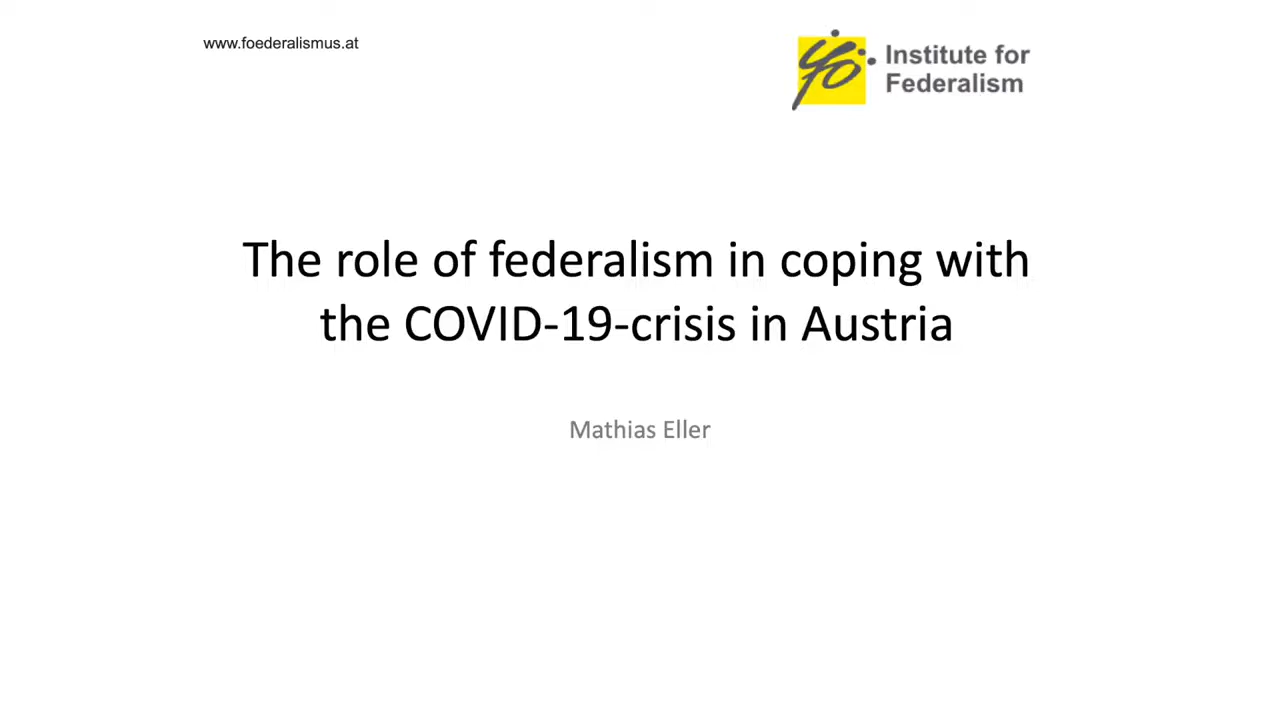 www.foederalismus.at
Institute for
Federalism
The role of federalism in coping with
the COVID-19-crisis in Austria
Mathias Eller